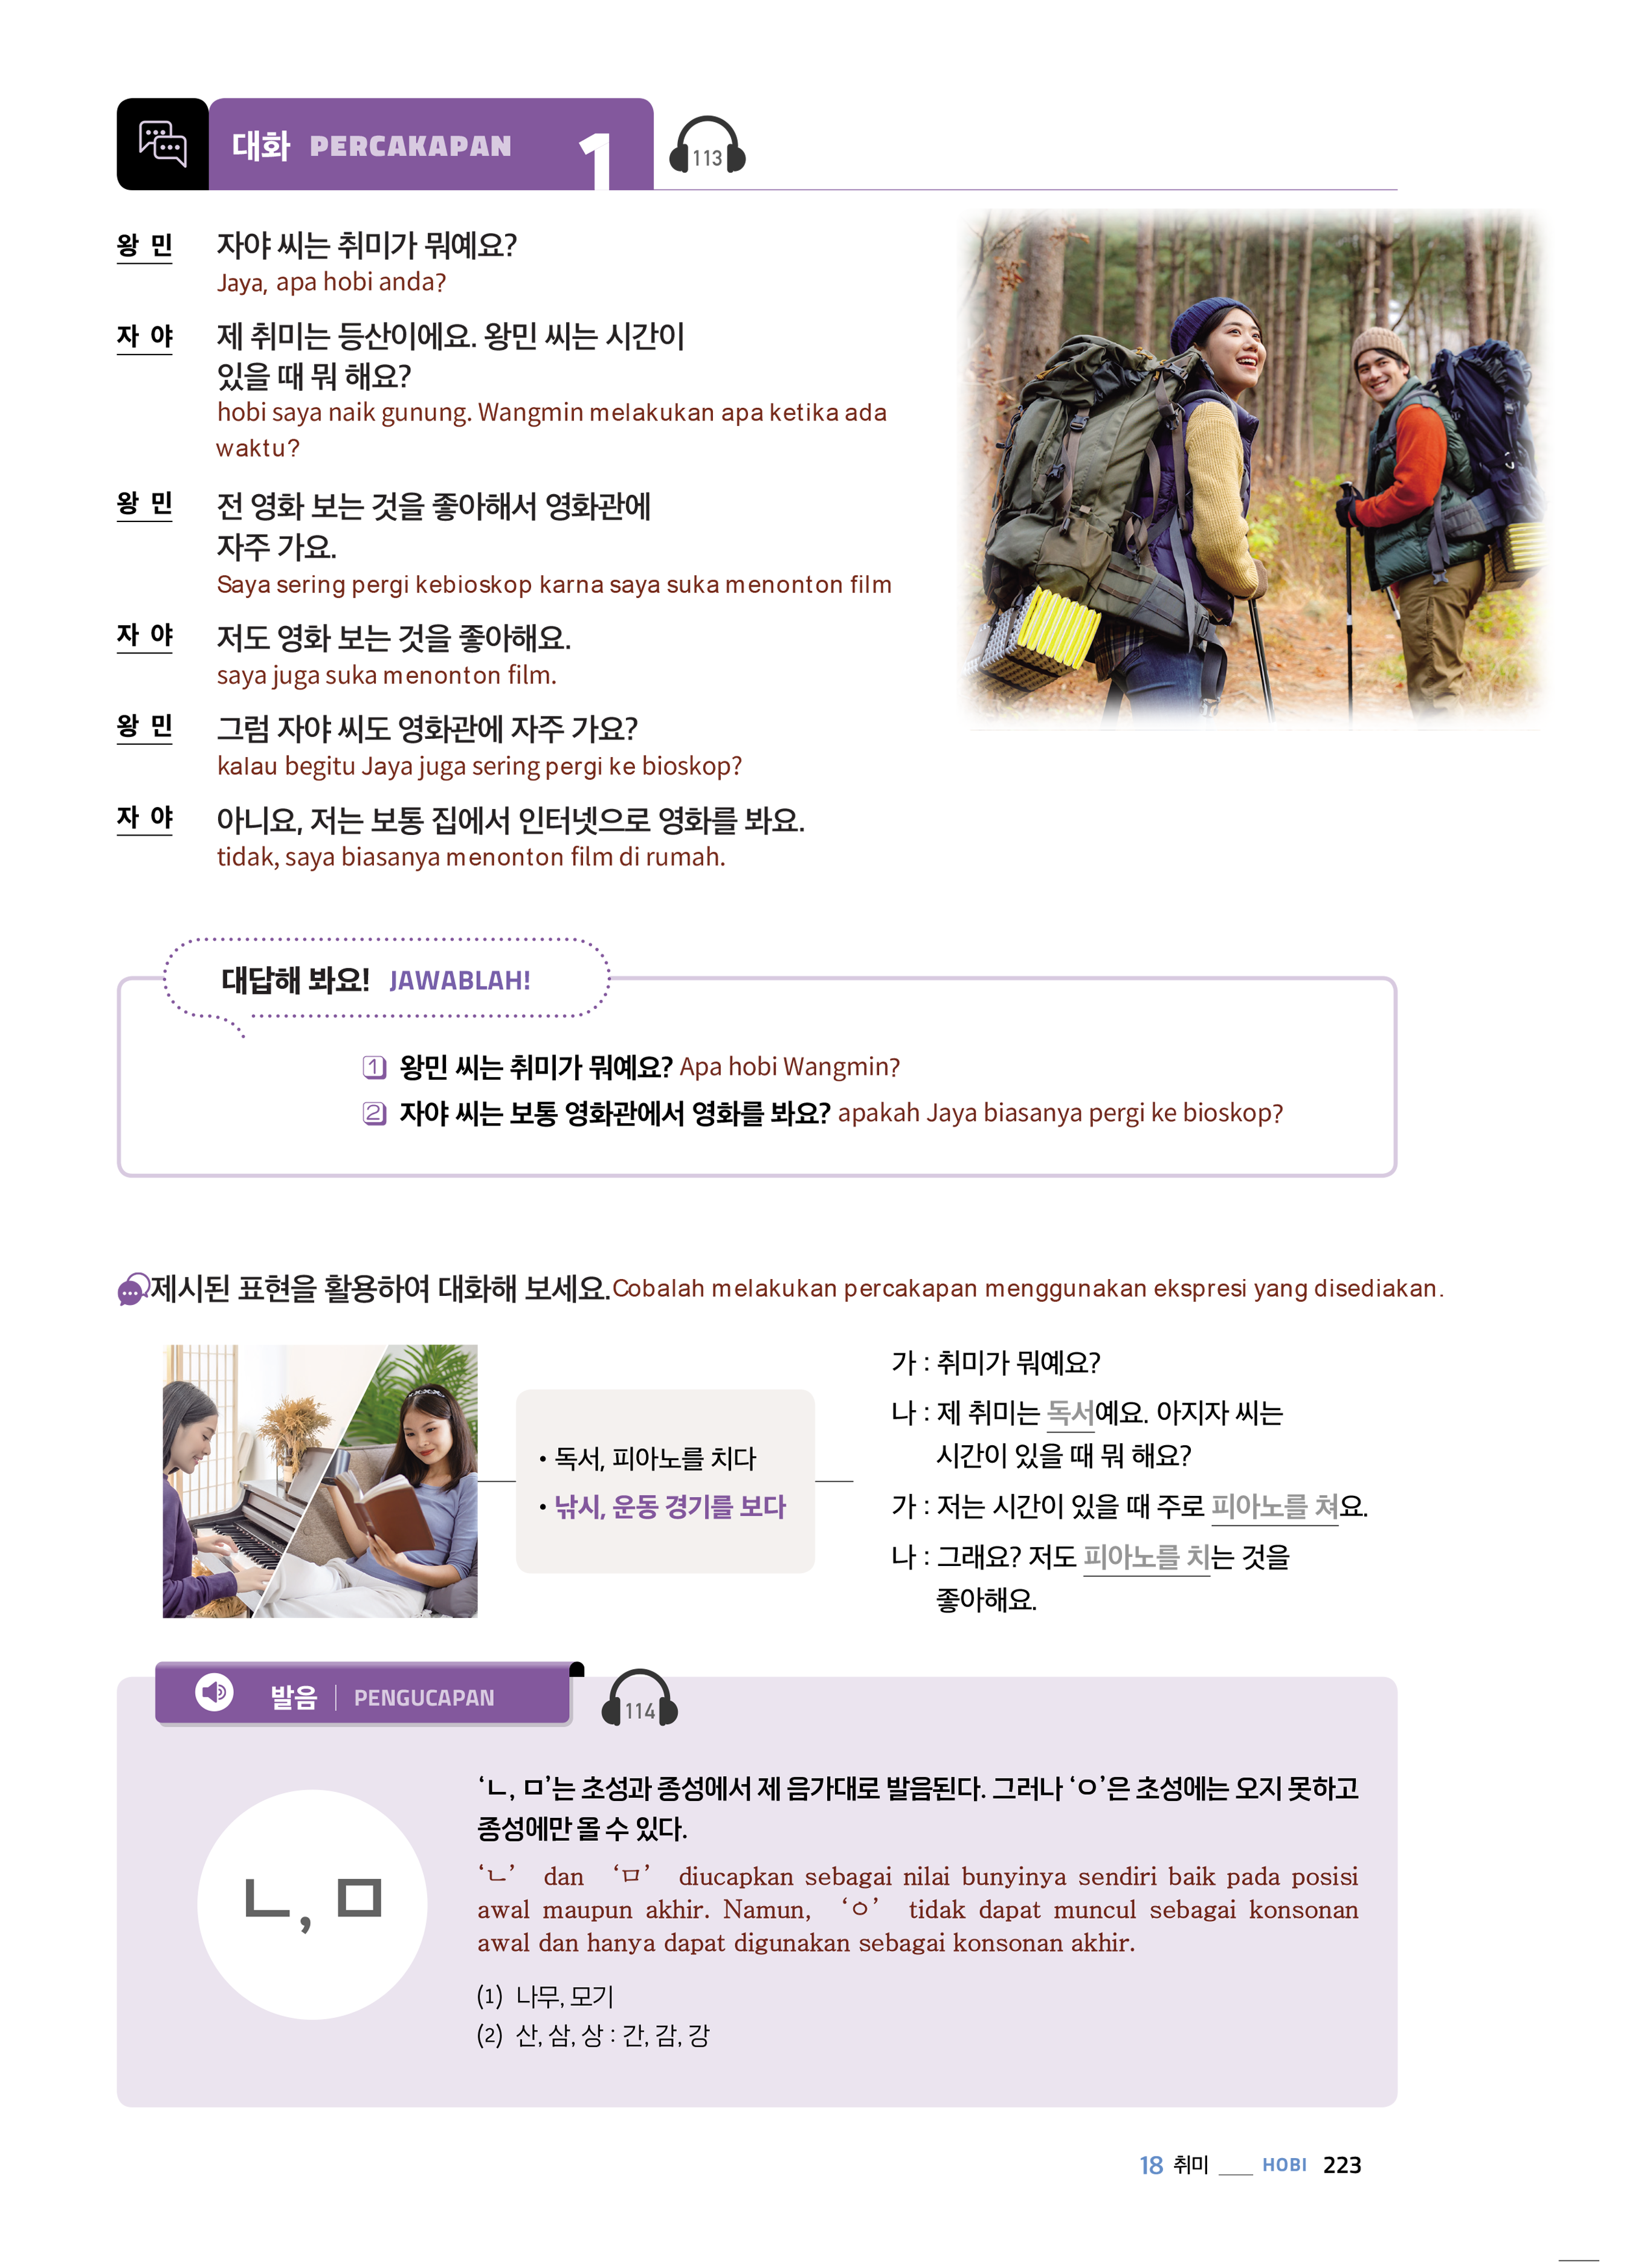 대화 PERCAKAPAN 1
113
왕 민 자야 씨는 취미가 뭐예요?
Jaya, apa hobi anda?
자 야 제 취미는 등산이에요. 왕민 씨는 시간이
있을 때 뭐 해요?
hobi saya naik gunung. Wangmin melakukan apa ketika ada
waktu?
왕 민 전 영화 보는 것을 좋아해서 영화관에
자주 가요.
Saya sering pergi kebioskop karna saya suka menonton film
자 야 저도 영화 보는 것을 좋아해요.
saya juga suka menonton film.
왕 민 그럼 자야 씨도 영화관에 자주 가요?
kalau begitu Jaya juga sering pergi ke bioskop?
자 야 아니요, 저는 보통 집에서 인터넷으로 영화를 봐요.
tidak, saya biasanya menonton film di rumah.
대답해 봐요! JAWABLAH!
1 왕민 씨는 취미가 뭐예요? Apa hobi Wangmin?
2 자야 씨는 보통 영화관에서 영화를 봐요? apakah Jaya biasanya pergi ke bioskop?
제시된 표현을 활용하여 대화해 보세요.Cobalah melakukan percakapan menggunakan ekspresi yang disediakan.
• 독서, 피아노를 치다
• 낚시, 운동 경기를 보다
가 : 취미가 뭐예요?
나 : 제 취미는 독서예요. 아지자 씨는
시간이 있을 때 뭐 해요?
가 : 저는 시간이 있을 때 주로 피아노를 쳐요.
나 : 그래요? 저도 피아노를 치는 것을
좋아해요.
발음 | PENGUCAPAN
114
ㄴ, ㅁ
‘ㄴ, ㅁ’는 초성과 종성에서 제 음가대로 발음된다. 그러나 ‘ㅇ’은 초성에는 오지 못하고
종성에만 올 수 있다.
‘ㄴ’ dan ‘ㅁ’ diucapkan sebagai nilai bunyinya sendiri baik pada posisi
awal maupun akhir. Namun, ‘ㅇ’ tidak dapat muncul sebagai konsonan
awal dan hanya dapat digunakan sebagai konsonan akhir.
(1) 나무, 모기
(2) 산, 삼, 상 : 간, 감, 강
18 취미 ___ HOBI 223